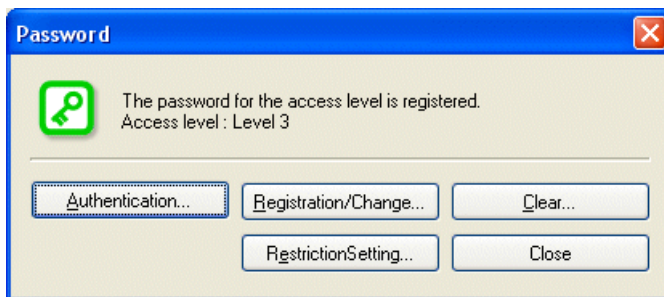 Password
The password for the access level is registered.
Access level : Level 3
Authentication...
Registration/Change...
Clear...
RestrictionSetting...
Close